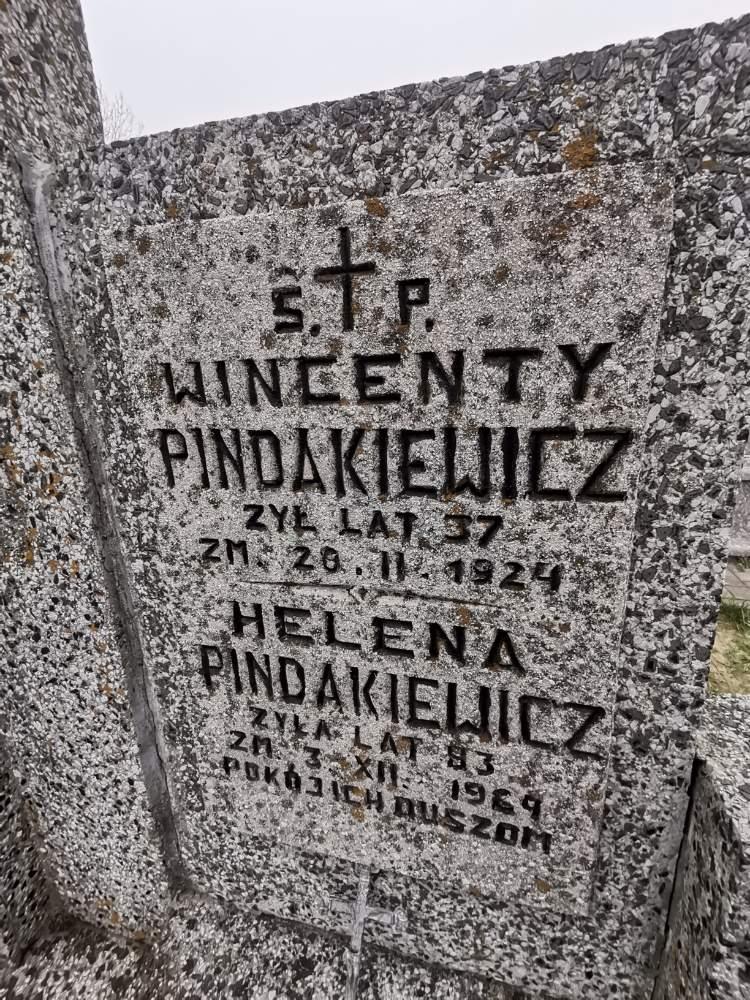 Ś. P.
WINCENTY
PINDAKIEWICZ
ŻYŁ LAT 37
ZM. 28. II. 1924
HELENA
PINDAKIEWICZ
ŻYŁA LAT 83
ZM. 3. XII. 1969
POKÓJ ICH DUSZOM